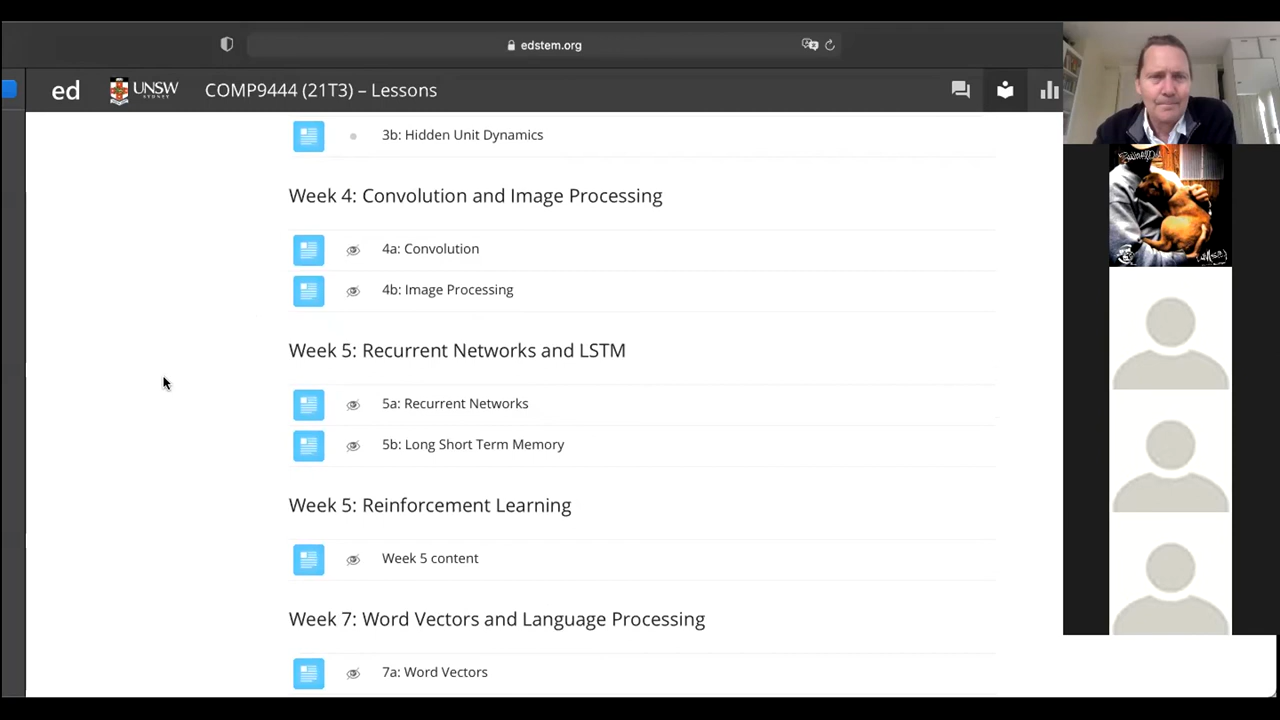 edstem.org
ed
UNSW
SYDNEY
COMP9444 (21T3) – Lessons
3b: Hidden Unit Dynamics
Week 4: Convolution and Image Processing
4a: Convolution
4b: Image Processing
Week 5: Recurrent Networks and LSTM
5a: Recurrent Networks
5b: Long Short Term Memory
Week 5: Reinforcement Learning
Week 5 content
Week 7: Word Vectors and Language Processing
7a: Word Vectors